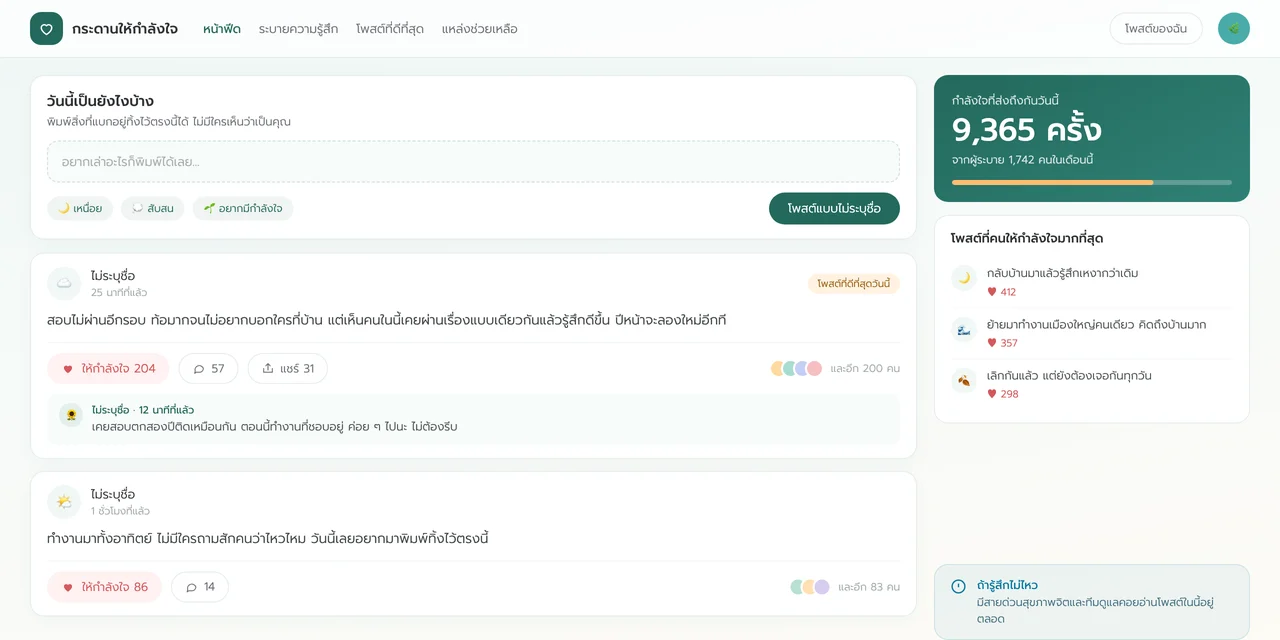 กระดานให้กำลังใจ
หน้าฟีด
ระบายความรู้สึก
โพสต์ที่ดีที่สุด
แหล่งช่วยเหลือ
โพสต์ของฉัน
วันนี้เป็นยังไงบ้าง
พิมพ์สิ่งที่แบกอยู่ทิ้งไว้ตรงนี้ได้ ไม่มีใครเห็นว่าเป็นคุณ
อยากเล่าอะไรก็พิมพ์ได้เลย...
เหนื่อย
สับสน
อยากมีกำลังใจ
โพสต์แบบไม่ระบุชื่อ
ไม่ระบุชื่อ
25 นาทีที่แล้ว
โพสต์ที่ดีที่สุดวันนี้
สอบไม่ผ่านอีกรอบ ท้อมากจนไม่อยากบอกใครที่บ้าน แต่เห็นคนในนี้เคยผ่านเรื่องแบบเดียวกันแล้วรู้สึกดีขึ้น ปีหน้าจะลองใหม่อีกที
ให้กำลังใจ 204
57
แชร์ 31
และอีก 200 คน
ไม่ระบุชื่อ · 12 นาทีที่แล้ว
เคยสอบตกสองปีติดเหมือนกัน ตอนนี้ทำงานที่ชอบอยู่ ค่อย ๆ ไปนะ ไม่ต้องรีบ
ไม่ระบุชื่อ
1 ชั่วโมงที่แล้ว
ทำงานมาทั้งอาทิตย์ ไม่มีใครถามสักคนว่าไหวไหม วันนี้เลยอยากมาพิมพ์ทิ้งไว้ตรงนี้
ให้กำลังใจ 86
14
และอีก 83 คน
กำลังใจที่ส่งถึงกันวันนี้
9,365 ครั้ง
จากผู้ระบาย 1,742 คนในเดือนนี้
โพสต์ที่คนให้กำลังใจมากที่สุด
กลับบ้านมาแล้วรู้สึกเหงากว่าเดิม
412
ย้ายมาทำงานเมืองใหญ่คนเดียว คิดถึงบ้านมาก
357
เลิกกันแล้ว แต่ยังต้องเจอกันทุกวัน
298
ถ้ารู้สึกไม่ไหว
มีสายด่วนสุขภาพจิตและทีมดูแลคอยอ่านโพสต์ในนี้อยู่
ตลอด